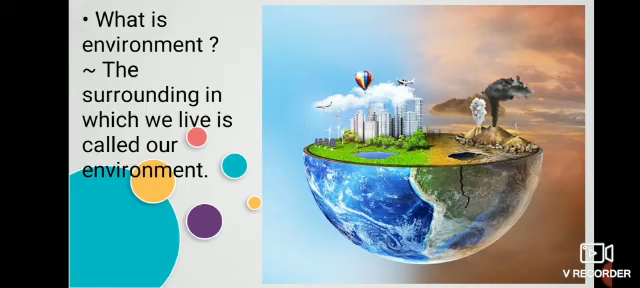 • What is
environment ?
~ The
surrounding in
which we live is
called our
environment.
V RECORDER